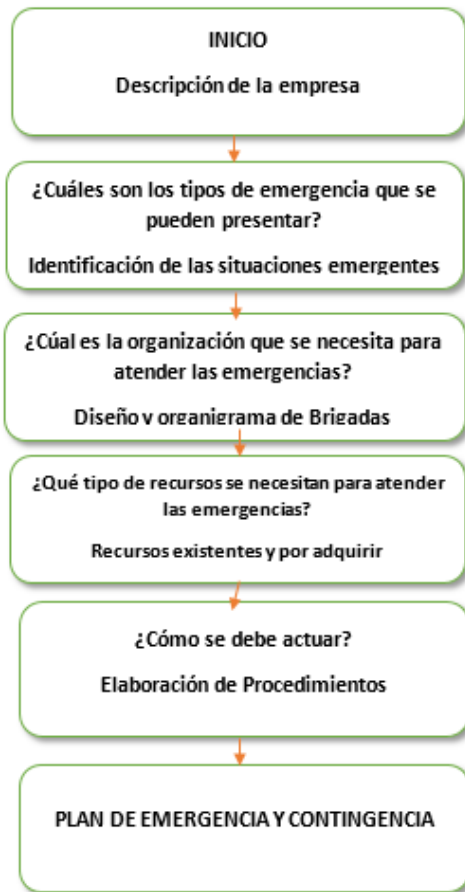 INICIO
Descripción de la empresa
¿Cuáles son los tipos de emergencia que se
pueden presentar?
Identificación de las situaciones emergentes
¿Cúal es la organización que se necesita para
atender las emergencias?
Diseño y organigrama de Brigadas
¿Qué tipo de recursos se necesitan para atender
las emergencias?
Recursos existentes y por adquirir
¿Cómo se debe actuar?
Elaboración de Procedimientos
PLAN DE EMERGENCIA Y CONTINGENCIA